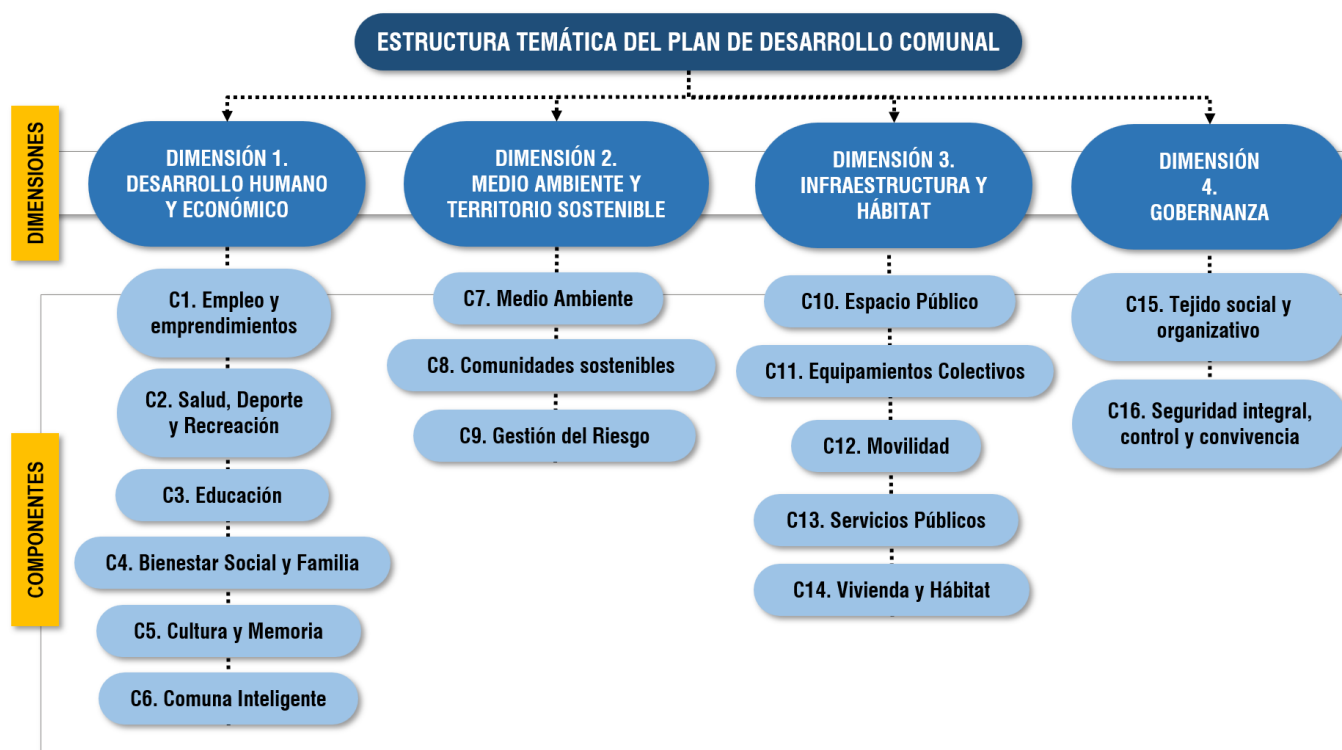 ESTRUCTURA TEMÁTICA DEL PLAN DE DESARROLLO COMUNAL
DIMENSIONES
DIMENSIÓN 1.
DESARROLLO HUMANO
Y ECONÓMICO
DIMENSIÓN 2.
MEDIO AMBIENTE Y
TERRITORIO SOSTENIBLE
DIMENSIÓN 3.
INFRAESTRUCTURA Y
HÁBITAT
DIMENSIÓN
4.
GOBERNANZA
COMPONENTES
C1. Empleo y
emprendimientos
C2. Salud, Deporte
y Recreación
C3. Educación
C4. Bienestar Social y Familia
C5. Cultura y Memoria
C6. Comuna Inteligente
C7. Medio Ambiente
C8. Comunidades sostenibles
C9. Gestión del Riesgo
C10. Espacio Público
C11. Equipamientos Colectivos
C12. Movilidad
C13. Servicios Públicos
C14. Vivienda y Hábitat
C15. Tejido social y
organizativo
C16. Seguridad integral,
control y convivencia